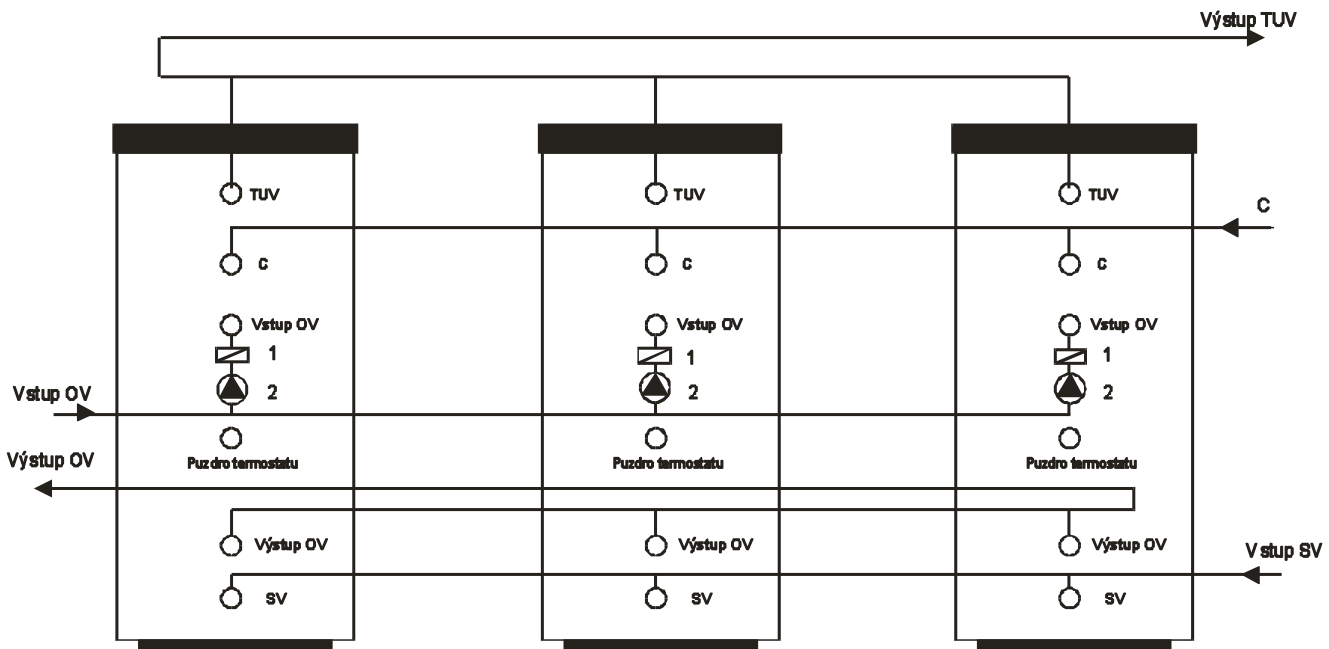 Výstup TUV
TUV TUV TUV
C
C C C
Vstup OV Vstup OV Vstup OV
1 1 1
Vstup OV 2 2 2
Výstup OV
Puzdro termostatu Puzdro termostatu Puzdro termostatu
Výstup OV Výstup OV Výstup OV
Vstup SV
SV SV SV